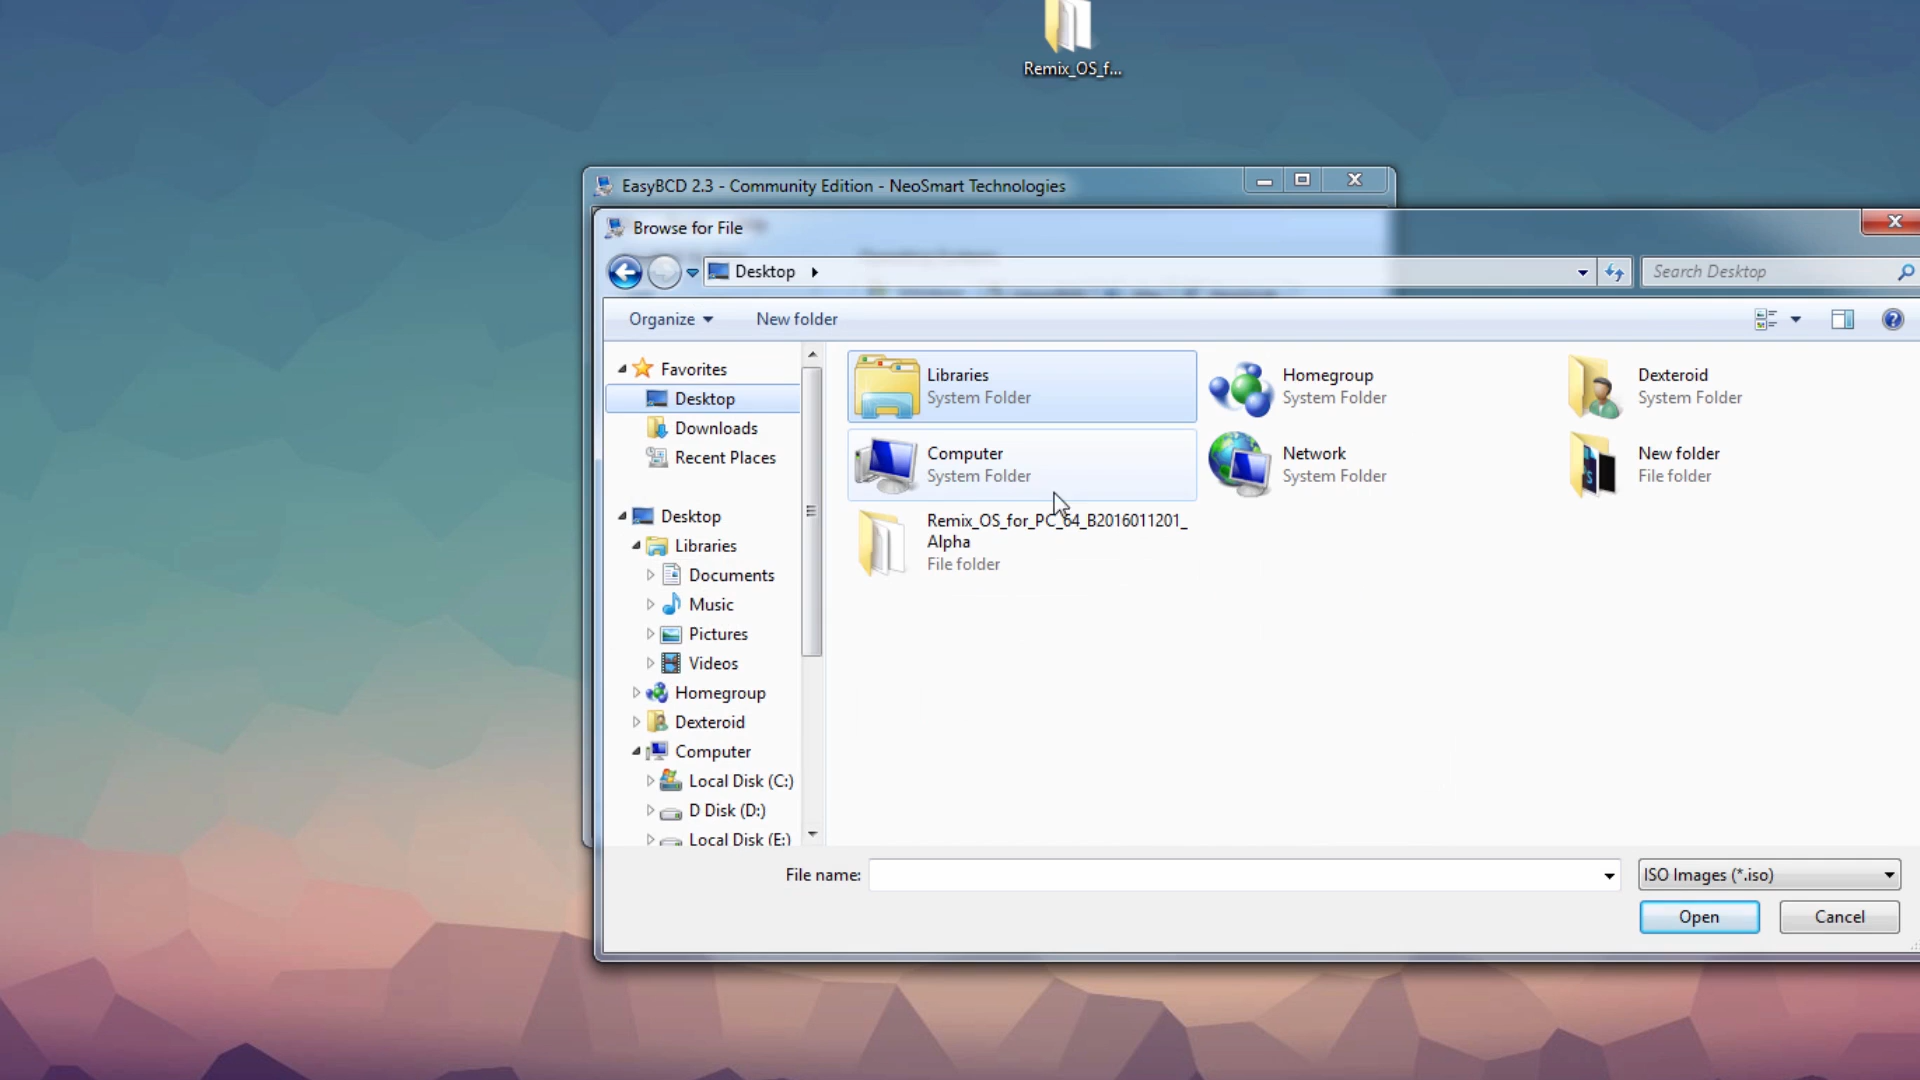 Remix_OS_f...
EasyBCD 2.3 - Community Edition - NeoSmart Technologies
Browse for File
Desktop
Search Desktop
Organize
New folder
Favorites
Desktop
Downloads
Recent Places
Desktop
Libraries
Documents
Music
Pictures
Videos
Homegroup
Dexteroid
Computer
Local Disk (C:)
D Disk (D:)
Local Disk (E:)
Libraries
System Folder
Homegroup
System Folder
Dexteroid
System Folder
Computer
System Folder
Network
System Folder
New folder
File folder
Remix_OS_for_PC_64_B2016011201_
Alpha
File folder
File name:
ISO Images (*.iso)
Open
Cancel